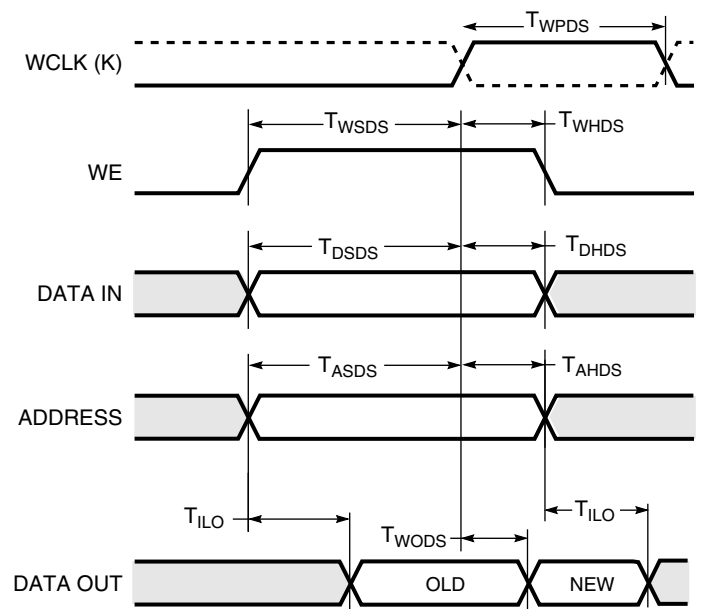 T_WPDS
WCLK (K)
T_WSDS T_WHDS
WE
T_DSDS T_DHDS
DATA IN
T_ASDS T_AHDS
ADDRESS
T_ILO T_ILO
T_WODS
DATA OUT OLD NEW